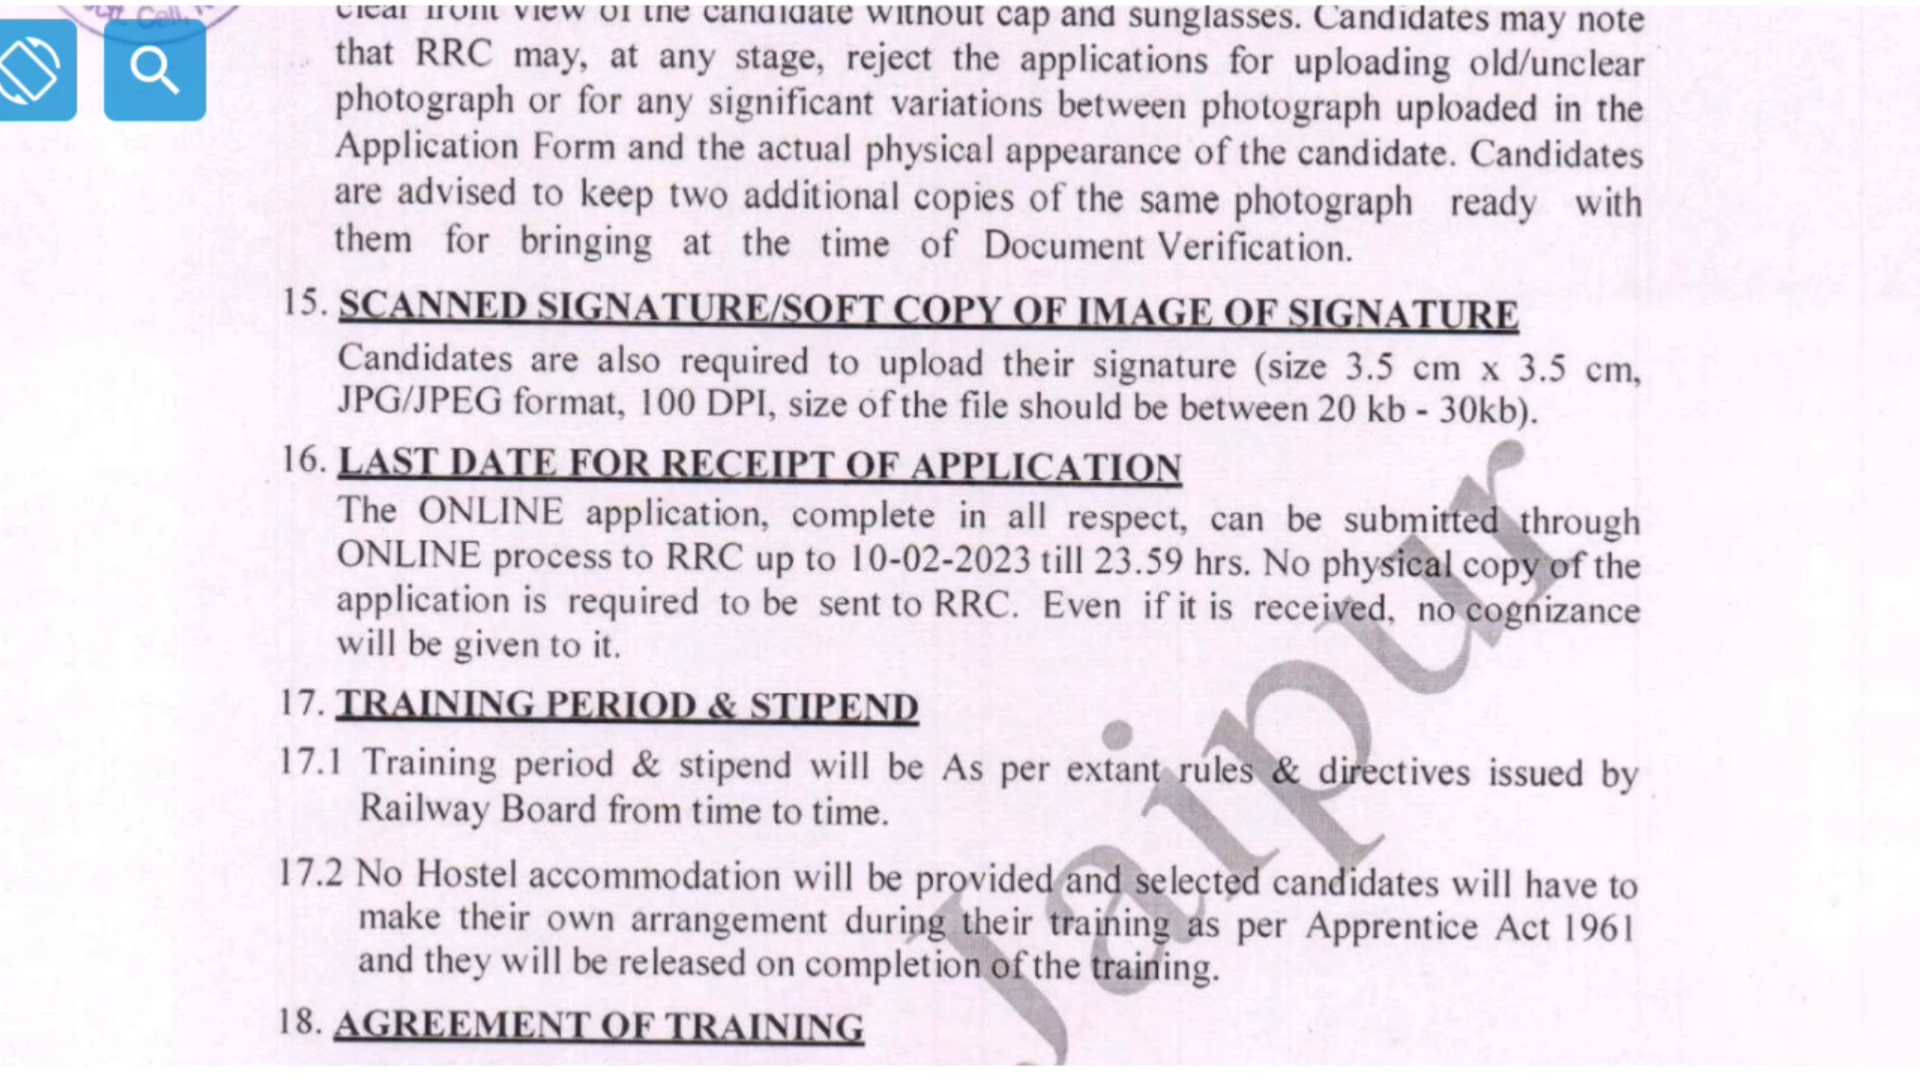 Cell,
clear front view of the candidate without cap and sunglasses. Candidates may note
that RRC may, at any stage, reject the applications for uploading old/unclear
photograph or for any significant variations between photograph uploaded in the
Application Form and the actual physical appearance of the candidate. Candidates
are advised to keep two additional copies of the same photograph ready with
them for bringing at the time of Document Verification.
15. SCANNED SIGNATURE/SOFT COPY OF IMAGE OF SIGNATURE
Candidates are also required to upload their signature (size 3.5 cm x 3.5 cm,
JPG/JPEG format, 100 DPI, size of the file should be between 20 kb - 30kb).
16. LAST DATE FOR RECEIPT OF APPLICATION
The ONLINE application, complete in all respect, can be submitted through
ONLINE process to RRC up to 10-02-2023 till 23.59 hrs. No physical copy of the
application is required to be sent to RRC. Even if it is received, no cognizance
will be given to it.
17. TRAINING PERIOD & STIPEND
17.1 Training period & stipend will be As per extant rules & directives issued by
Railway Board from time to time.
17.2 No Hostel accommodation will be provided and selected candidates will have to
make their own arrangement during their training as per Apprentice Act 1961
and they will be released on completion of the training.
18. AGREEMENT OF TRAINING
Jaipur